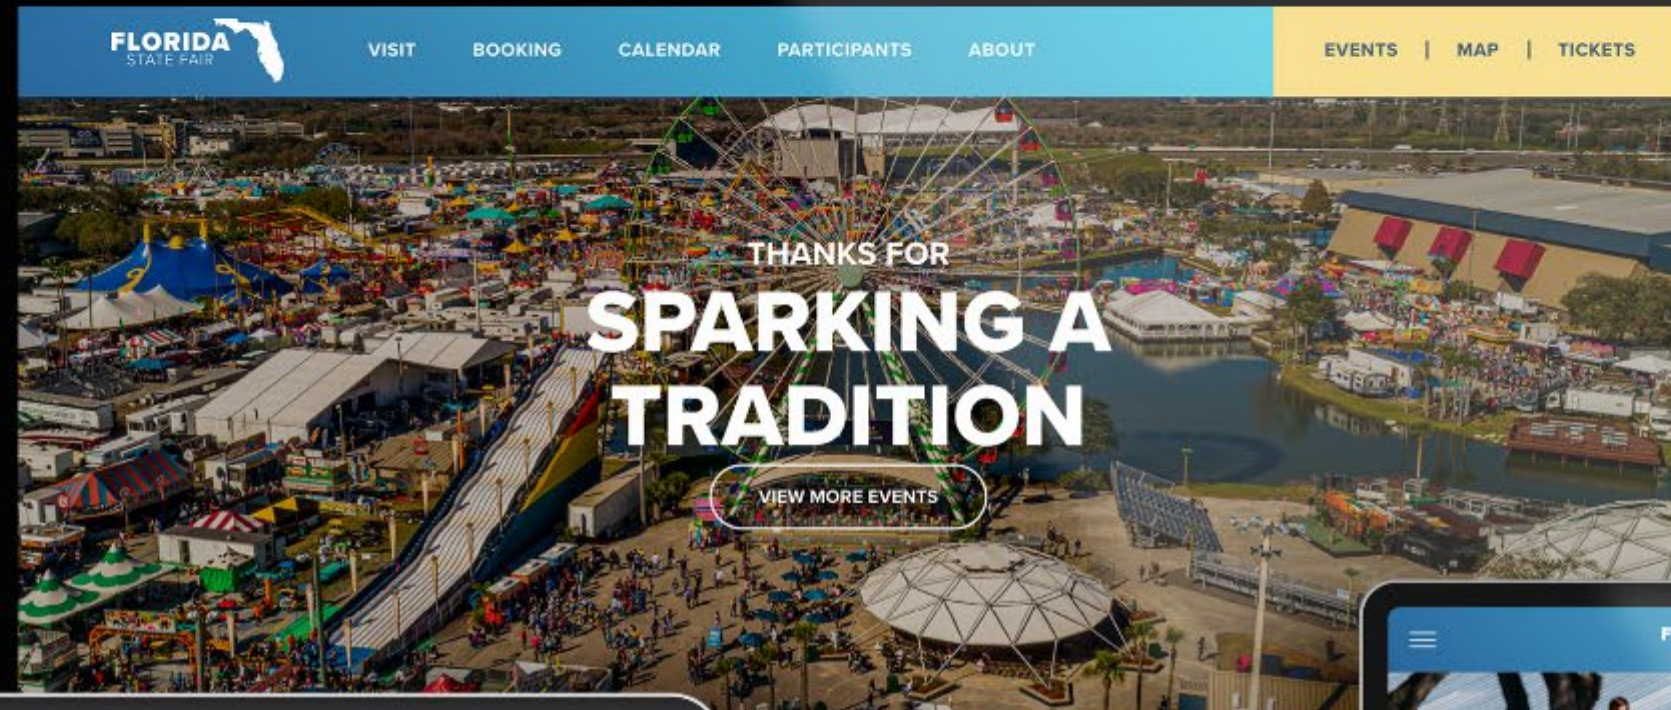 FLORIDA
STATE FAIR
VISIT
BOOKING
CALENDAR
PARTICIPANTS
ABOUT
EVENTS | MAP | TICKETS
THANKS FOR
SPARKING A
TRADITION
VIEW MORE EVENTS